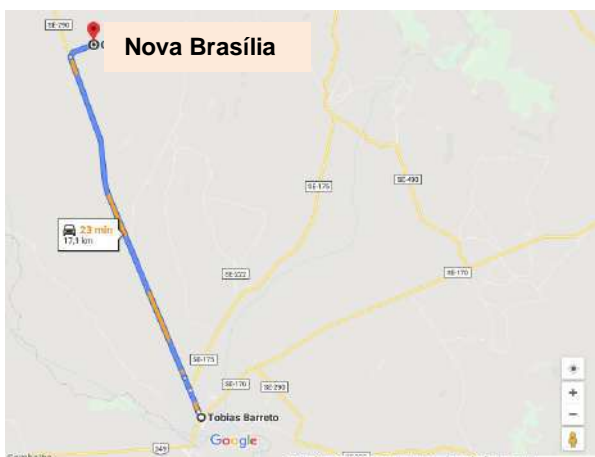 SE-290
Nova Brasília
SE-175
SE-490
23 min
17,1 km
SE-170
SE-222
SE-175
SE-170
SE-290
Tobias Barreto
Google
349